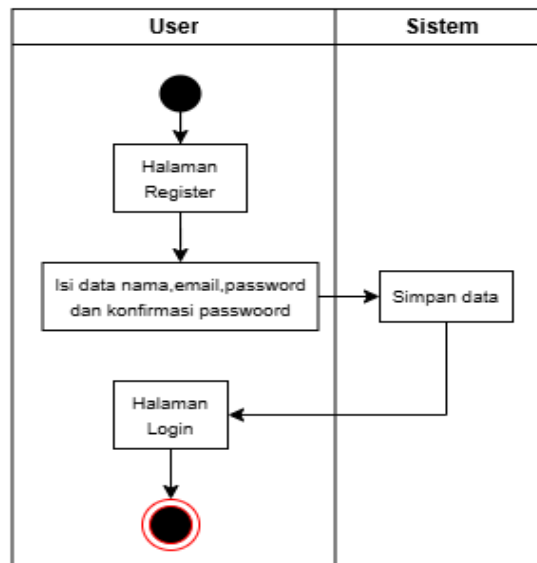 User
Sistem
Halaman
Register
Isi data nama,email,password
dan konfirmasi passwoord
Simpan data
Halaman
Login